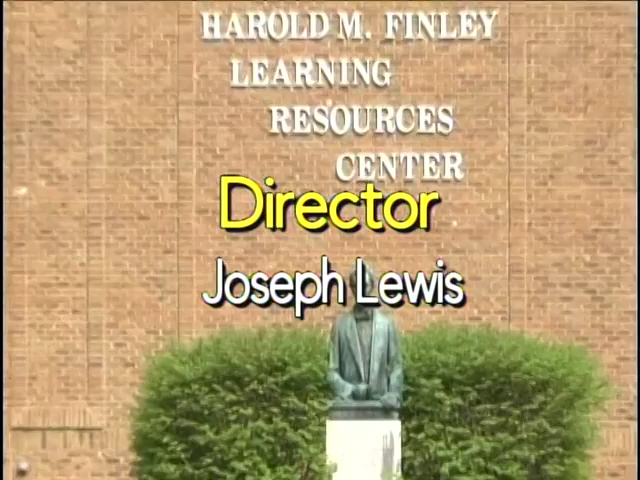 HAROLD M. FINLEY
LEARNING
RESOURCES
CENTER
Director
Joseph Lewis